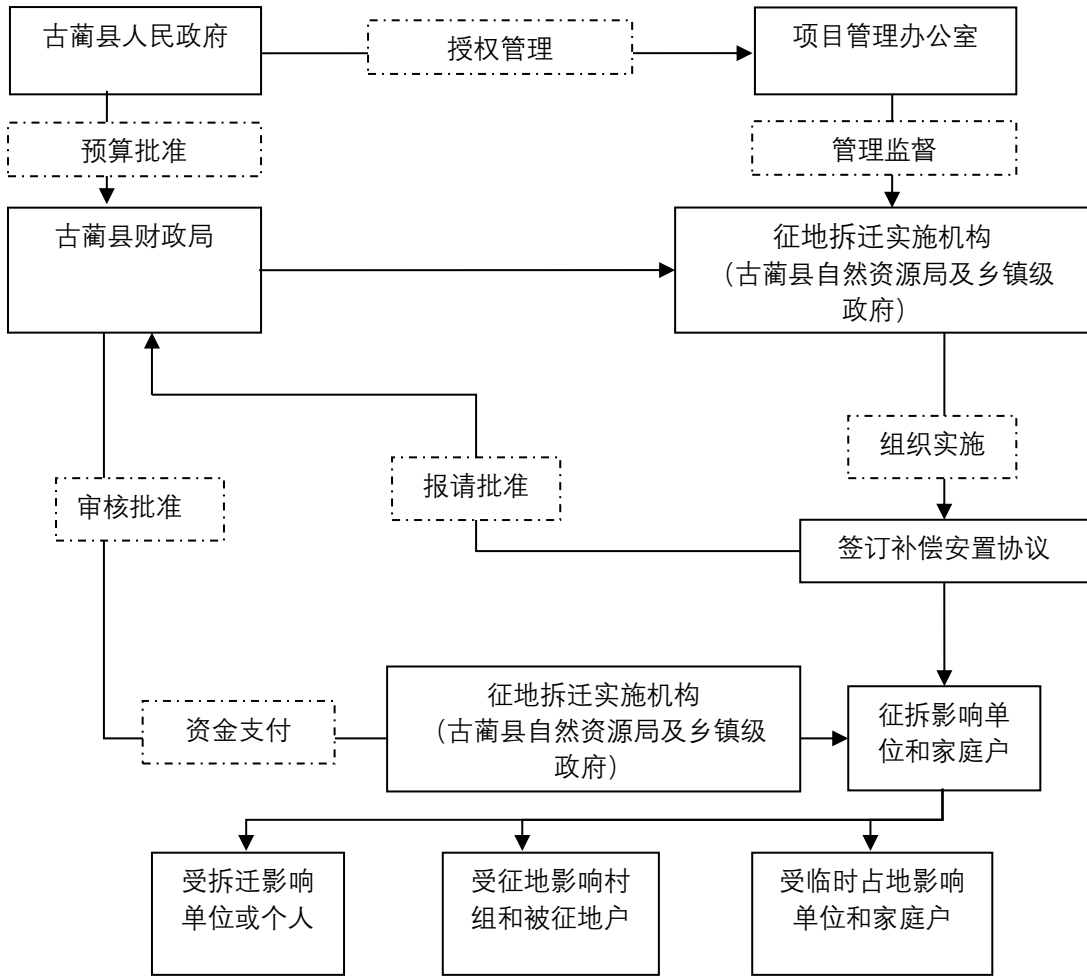 古蔺县人民政府
授权管理
项目管理办公室
预算批准
管理监督
古蔺县财政局
征地拆迁实施机构
（古蔺县自然资源局及乡镇级
政府）
组织实施
报请批准
审核批准
签订补偿安置协议
征地拆迁实施机构
（古蔺县自然资源局及乡镇级
政府）
资金支付
征拆影响单
位和家庭户
受拆迁影响
单位或个人
受征地影响村
组和被征地户
受临时占地影响
单位和家庭户